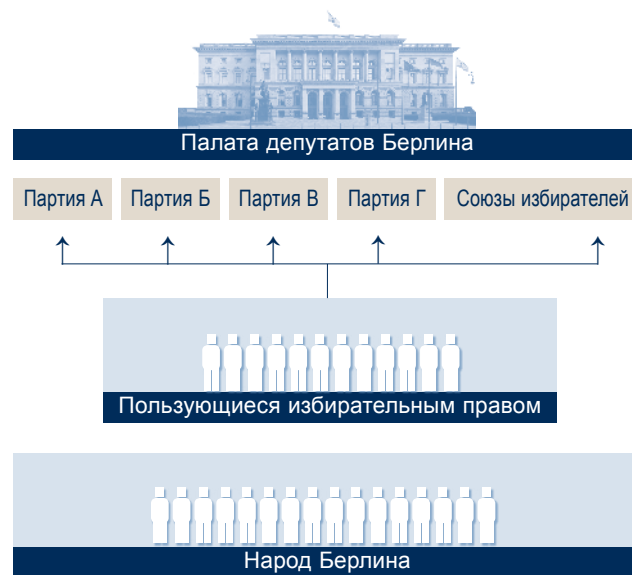 Палата депутатов Берлина
Партия А
Партия Б
Партия В
Партия Г
Союзы избирателей
Пользующиеся избирательным правом
Народ Берлина